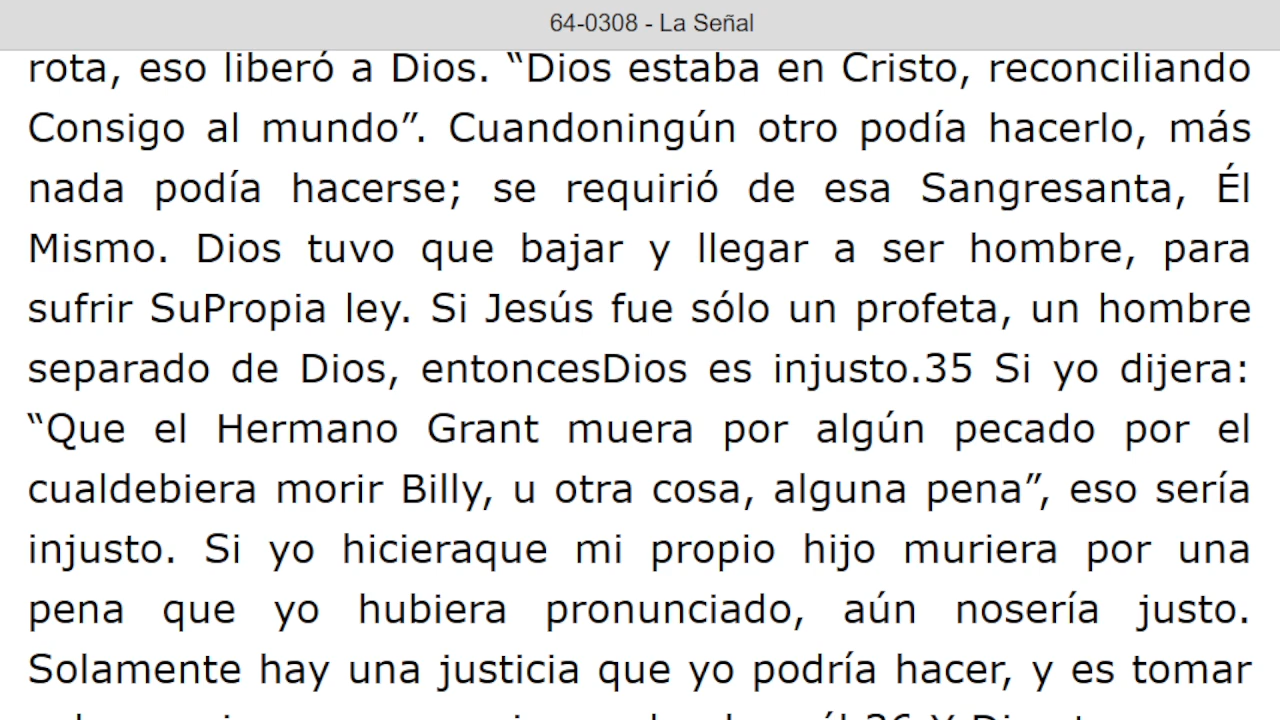 64-0308 - La Señal
rota, eso liberó a Dios. “Dios estaba en Cristo, reconciliando
Consigo al mundo”. Cuandoningún otro podía hacerlo, más
nada podía hacerse; se requirió de esa Sangresanta, Él
Mismo. Dios tuvo que bajar y llegar a ser hombre, para
sufrir SuPropia ley. Si Jesús fue sólo un profeta, un hombre
separado de Dios, entoncesDios es injusto.35 Si yo dijera:
“Que el Hermano Grant muera por algún pecado por el
cualdebiera morir Billy, u otra cosa, alguna pena”, eso sería
injusto. Si yo hicieraque mi propio hijo muriera por una
pena que yo hubiera pronunciado, aún nosería justo.
Solamente hay una justicia que yo podría hacer, y es tomar